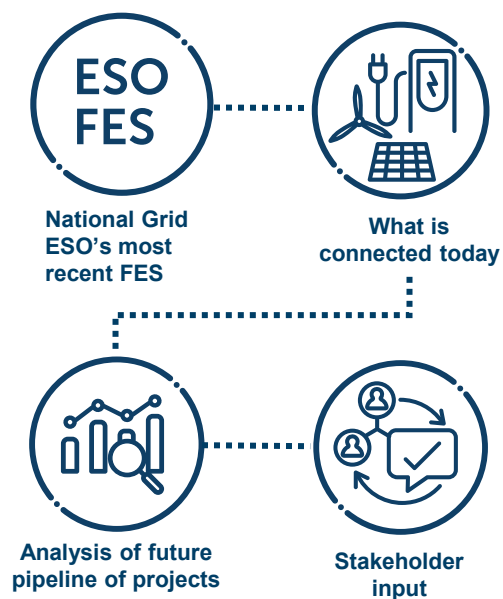 ESO
FES
National Grid
ESO's most
recent FES
What is
connected today
Analysis of future
pipeline of projects
Stakeholder
input